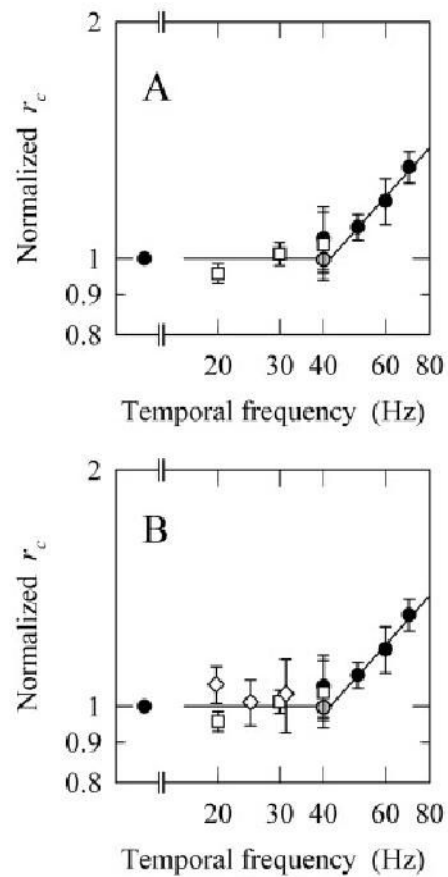 2
A
Normalized r_c
1
0.9
0.8
20 30 40 60 80
Temporal frequency (Hz)
2
B
Normalized r_c
1
0.9
0.8
20 30 40 60 80
Temporal frequency (Hz)